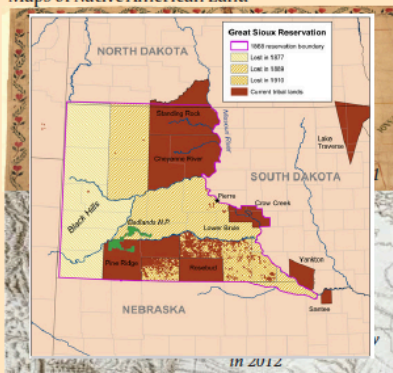 Maps of Native American Land
NORTH DAKOTA
Great Sioux Reservation
1868 reservation boundary
Lost in 1877
Lost in 1889
Lost in 1910
Current tribal lands
Standing Rock
Missouri River
Cheyenne River
Lake
Traverse
SOUTH DAKOTA
Pierre
Crow Creek
Black Hills
Badlands N.P.
Lower Brule
Pine Ridge
Rosebud
Yankton
Santee
NEBRASKA
in 2012